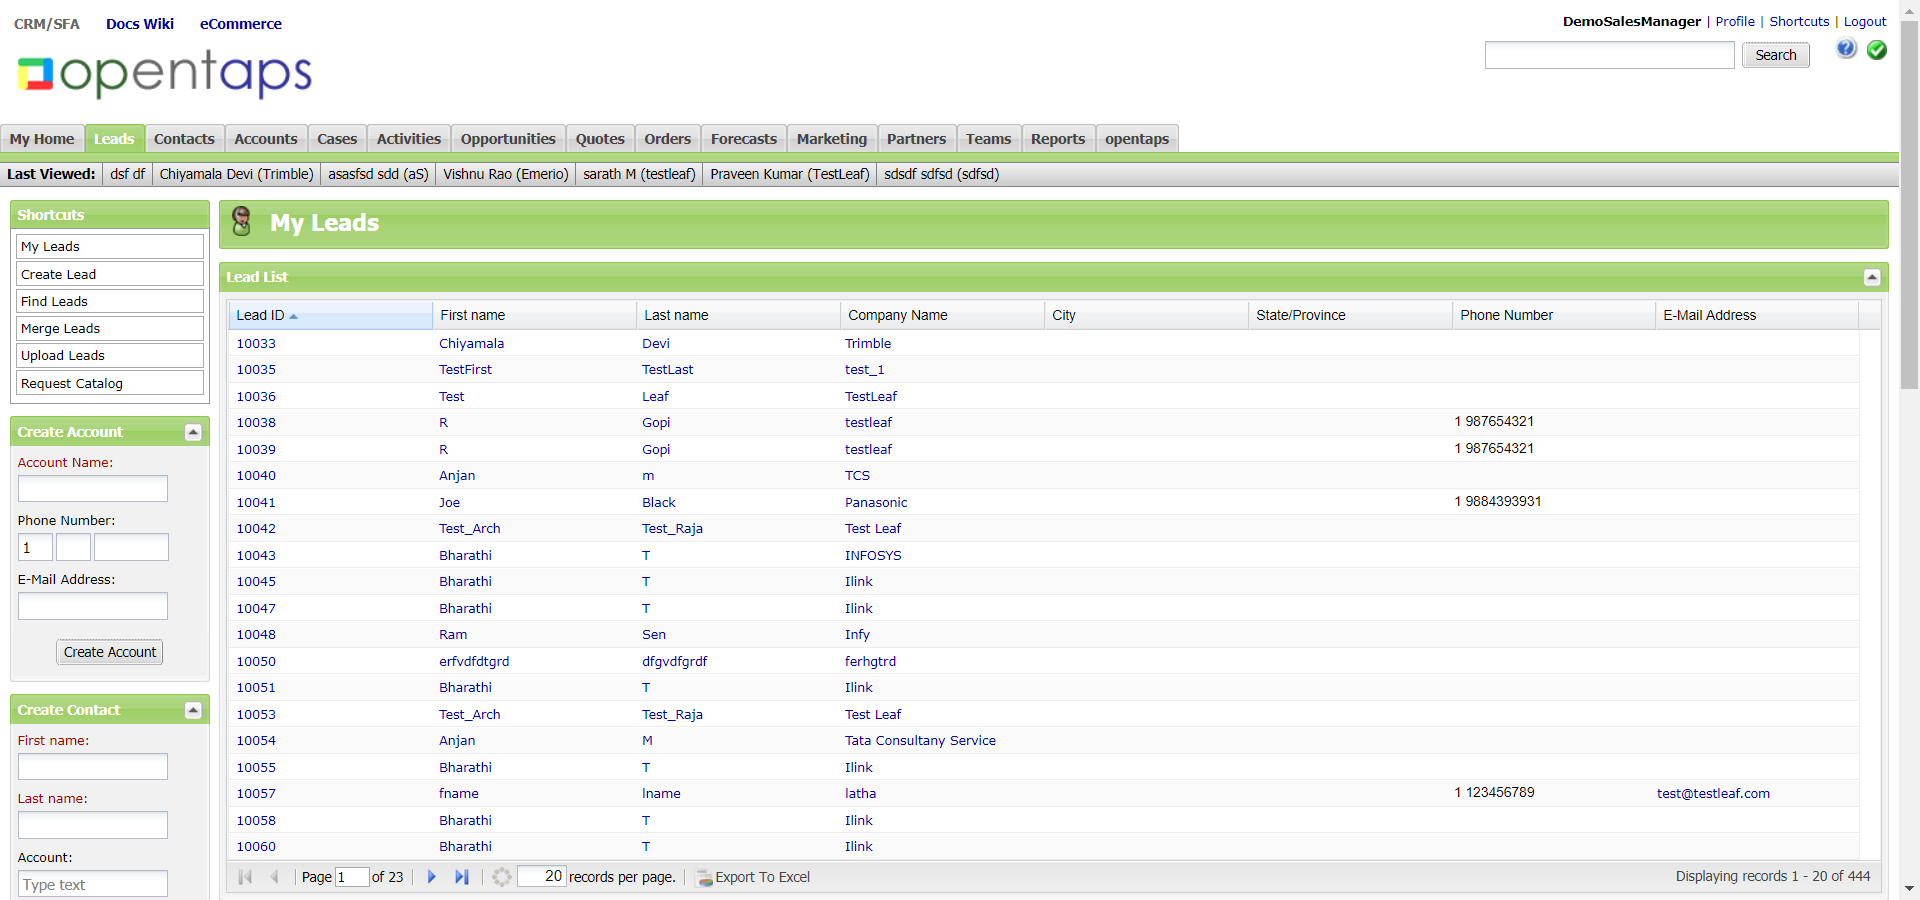 CRM/SFA Docs Wiki eCommerce
DemoSalesManager | Profile | Shortcuts | Logout
opentaps
Search
My Home Leads Contacts Accounts Cases Activities Opportunities Quotes Orders Forecasts Marketing Partners Teams Reports opentaps
Last Viewed: dsf df Chiyamala Devi (Trimble) asasfsd sdd (aS) Vishnu Rao (Emerio) sarath M (testleaf) Praveen Kumar (TestLeaf) sdsdf sdfsd (sdfsd)
Shortcuts
My Leads
Create Lead
Find Leads
Merge Leads
Upload Leads
Request Catalog
Create Account
Account Name:
Phone Number:
1
E-Mail Address:
Create Account
Create Contact
First name:
Last name:
Account:
Type text
My Leads
Lead List
Lead ID First name Last name Company Name City State/Province Phone Number E-Mail Address
10033 Chiyamala Devi Trimble
10035 TestFirst TestLast test_1
10036 Test Leaf TestLeaf
10038 R Gopi testleaf 1 987654321
10039 R Gopi testleaf 1 987654321
10040 Anjan m TCS
10041 Joe Black Panasonic 1 9884393931
10042 Test_Arch Test_Raja Test Leaf
10043 Bharathi T INFOSYS
10045 Bharathi T Ilink
10047 Bharathi T Ilink
10048 Ram Sen Infy
10050 erfvdfdtgrd dfgvdfgrdf ferhgtrd
10051 Bharathi T Ilink
10053 Test_Arch Test_Raja Test Leaf
10054 Anjan M Tata Consultany Service
10055 Bharathi T Ilink
10057 fname lname latha 1 123456789 test@testleaf.com
10058 Bharathi T Ilink
10060 Bharathi T Ilink
Page 1 of 23 20 records per page. Export To Excel Displaying records 1 - 20 of 444